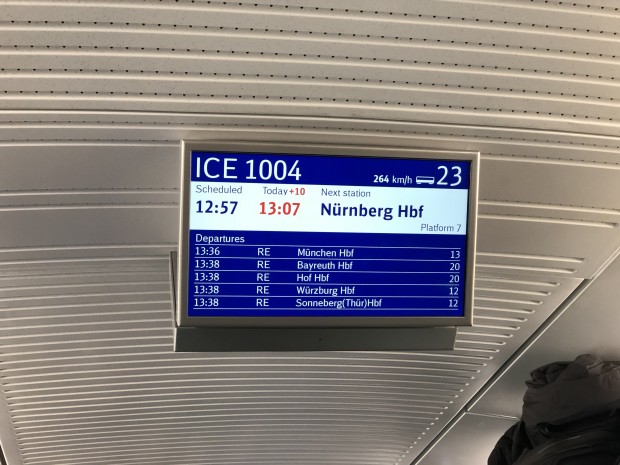 ICE 1004 264 km/h 23
Scheduled Today +10 Next station
12:57 13:07 Nürnberg Hbf
Platform 7
Departures
13:36 RE München Hbf 13
13:38 RE Bayreuth Hbf 20
13:38 RE Hof Hbf 20
13:38 RE Würzburg Hbf 12
13:38 RE Sonneberg(Thür)Hbf 12